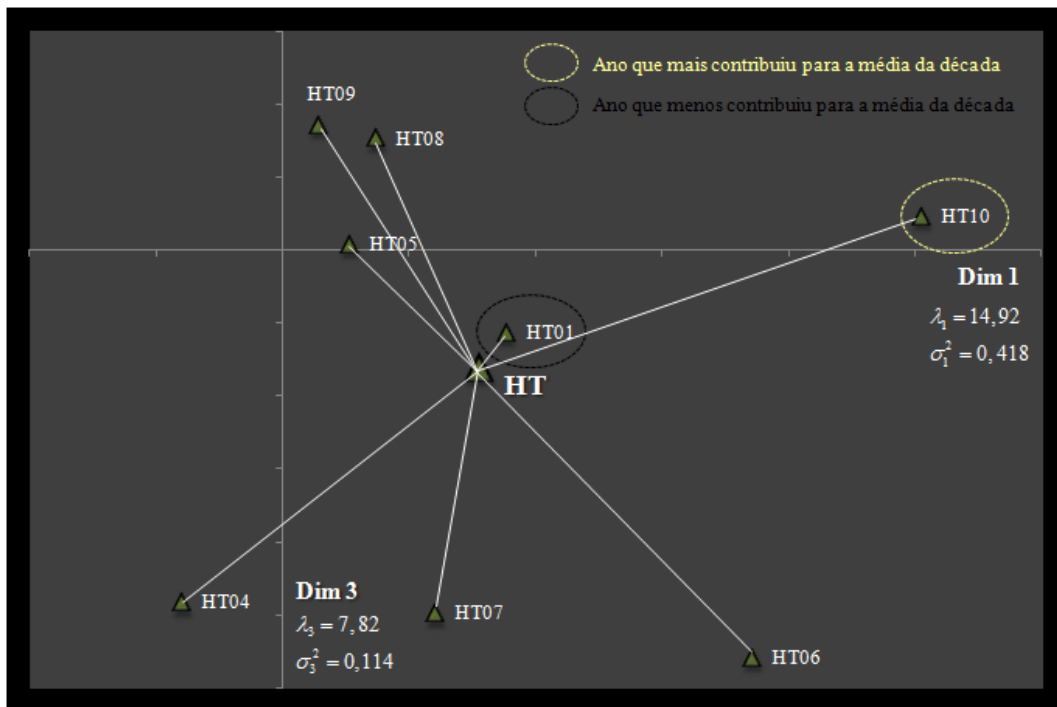 Ano que mais contribuiu para a média da década
Ano que menos contribuiu para a média da década
HT09
HT08
HT10
HT05
Dim 1
λ₁ = 14,92
σ₁² = 0,418
HT01
HT
HT04
Dim 3
λ₃ = 7,82
σ₃² = 0,114
HT07
HT06